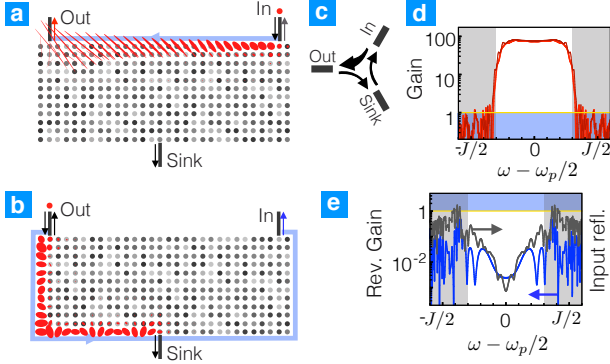 a
Out
In
Sink
b
Out
In
Sink
c
In
Out
Sink
d
Gain
100
10
1
-J/2
0
J/2
ω − ωp/2
e
Rev. Gain
Input refl.
1
10-2
-J/2
0
J/2
ω − ωp/2